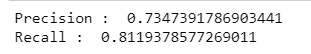 Precision :  0.7347391786903441
Recall :  0.8119378577269011